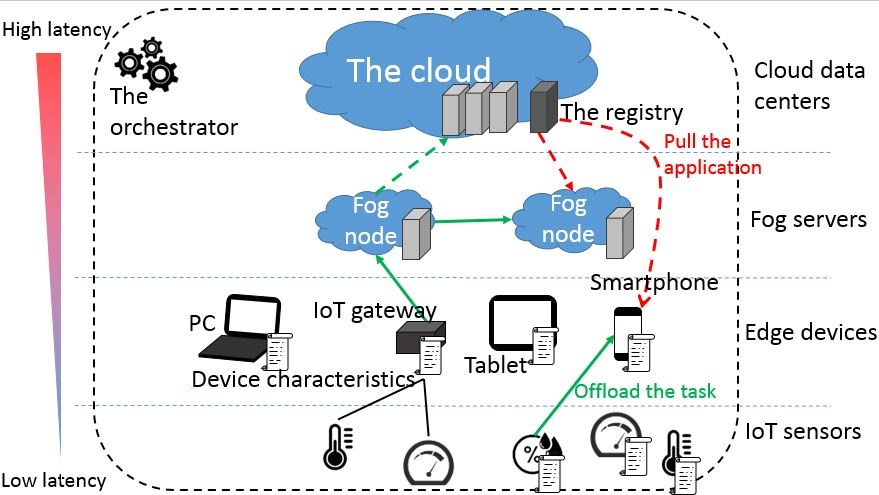 High latency
The
orchestrator
The cloud
The registry
Cloud data
centers
Pull the
application
Fog
node
Fog
node
Fog servers
Smartphone
PC
IoT gateway
Tablet
Edge devices
Device characteristics
Offload the task
%
IoT sensors
Low latency